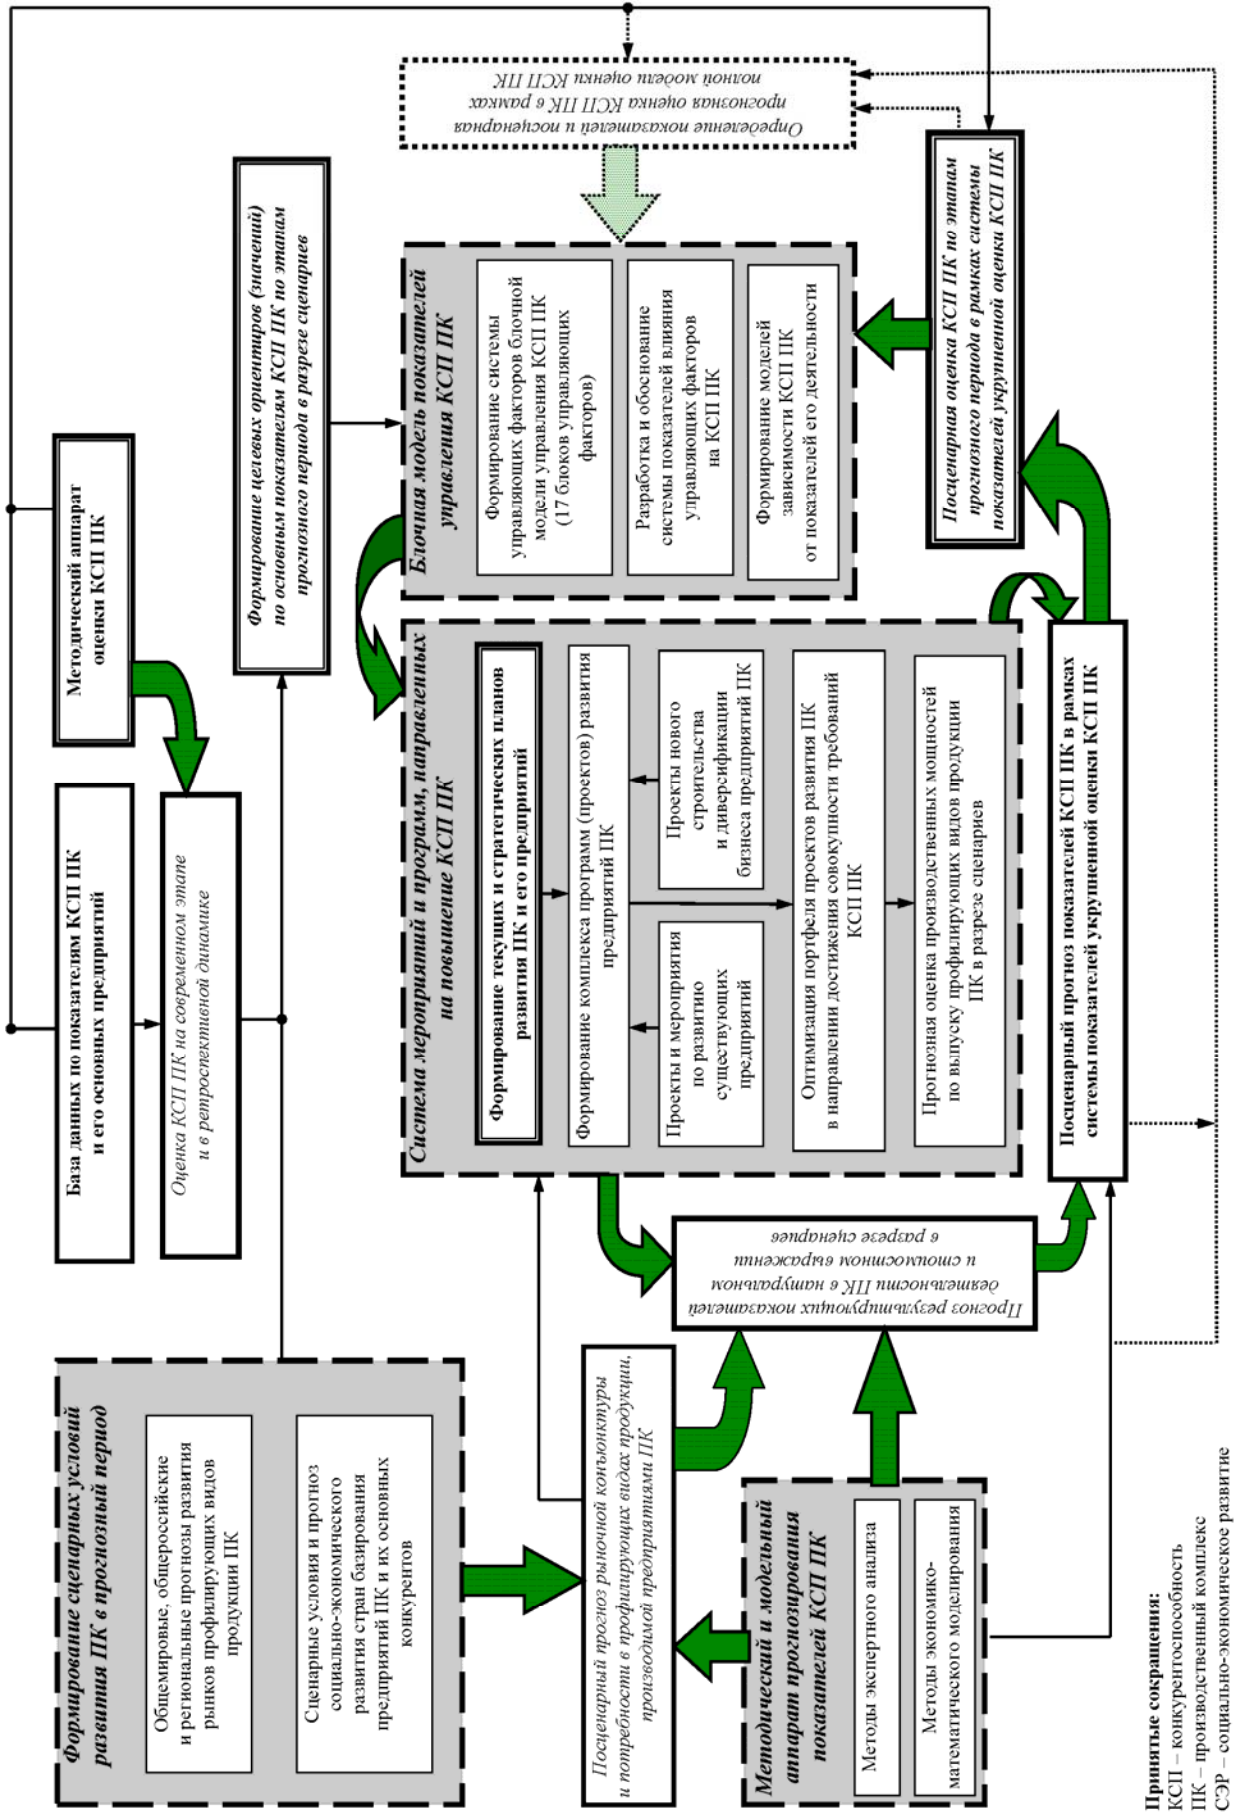 База данных по показателям КСП ПК
и его основных предприятий
Методический аппарат
оценки КСП ПК
Оценка КСП ПК на современном этапе
и в ретроспективной динамике
Формирование сценарных условий
развития ПК в прогнозный период
Общемировые, общероссийские
и региональные прогнозы развития
рынков профилирующих видов
продукции ПК
Сценарные условия и прогноз
социально-экономического
развития стран базирования
предприятий ПК и их основных
конкурентов
Формирование целевых ориентиров (значений)
по основным показателям КСП ПК по этапам
прогнозного периода в разрезе сценариев
Система мероприятий и программ, направленных
на повышение КСП ПК
Формирование текущих и стратегических планов
развития ПК и его предприятий
Формирование комплекса программ (проектов) развития
предприятий ПК
Проекты и мероприятия
по развитию
существующих
предприятий
Проекты нового
строительства
и диверсификации
бизнеса предприятий ПК
Оптимизация портфеля проектов развития ПК
в направлении достижения совокупности требований
КСП ПК
Прогнозная оценка производственных мощностей
по выпуску профилирующих видов продукции
ПК в разрезе сценариев
Блочная модель показателей
управления КСП ПК
Формирование системы
управляющих факторов блочной
модели управления КСП ПК
(17 блоков управляющих
факторов)
Разработка и обоснование
системы показателей влияния
управляющих факторов
на КСП ПК
Формирование моделей
зависимости КСП ПК
от показателей его деятельности
Определение показателей и посценарная
прогнозная оценка КСП ПК в рамках
полной модели оценки КСП ПК
Посценарный прогноз рыночной конъюнктуры
и потребности в профилирующих видах продукции,
производимой предприятиями ПК
Прогноз результирующих показателей
деятельности ПК в натуральном
и стоимостном выражении
в разрезе сценариев
Методический и модельный
аппарат прогнозирования
показателей КСП ПК
Методы экспертного анализа
Методы экономико-
математического моделирования
Посценарный прогноз показателей КСП ПК в рамках
системы показателей укрупненной оценки КСП ПК
Посценарная оценка КСП ПК по этапам
прогнозного периода в рамках системы
показателей укрупненной оценки КСП ПК
Принятые сокращения:
КСП – конкурентоспособность
ПК – производственный комплекс
СЭР – социально-экономическое развитие